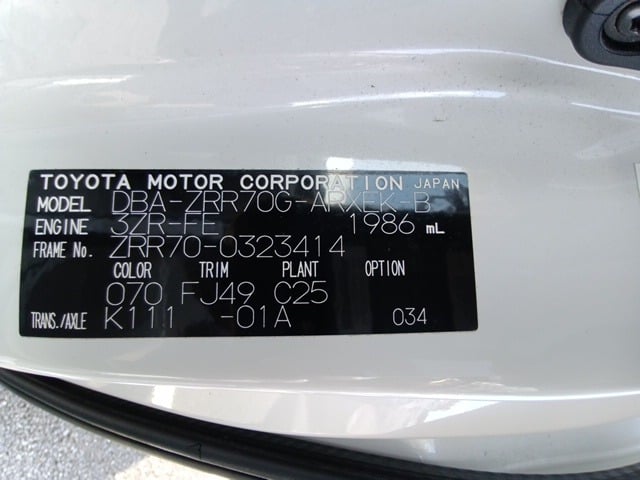 TOYOTA MOTOR CORPORATION JAPAN
MODEL DBA-ZRR70G-ARXEK-B
ENGINE 3ZR-FE 1986 mL
FRAME No. ZRR70-0323414
COLOR TRIM PLANT OPTION
070 FJ49 C25
TRANS./AXLE K111 -01A 034